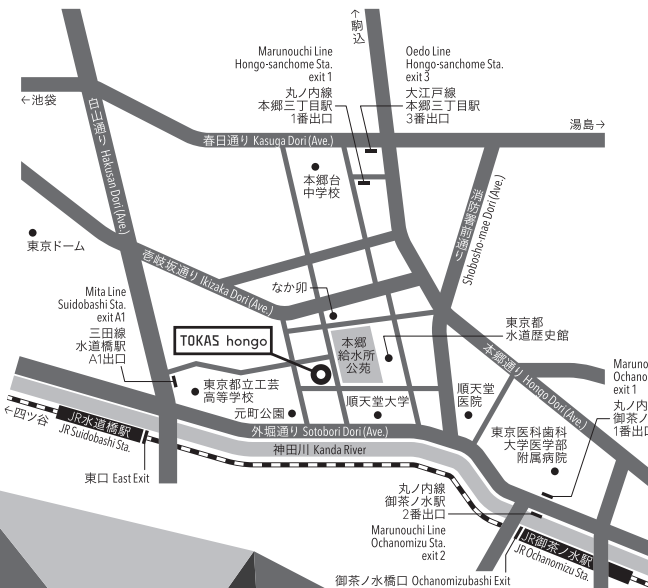 ↑駒込
Marunouchi Line
Hongo-sanchome Sta.
exit 1
丸ノ内線
本郷三丁目駅
1番出口
Oedo Line
Hongo-sanchome Sta.
exit 3
大江戸線
本郷三丁目駅
3番出口
←池袋
湯島→
白山通り Hakusan Dori (Ave.)
春日通り Kasuga Dori (Ave.)
本郷台
中学校
消防署前通り
Shobosho-mae Dori (Ave.)
東京ドーム
壱岐坂通り Ikizaka Dori (Ave.)
なか卯
Mita Line
Suidobashi Sta.
exit A1
三田線
水道橋駅
A1出口
TOKAS hongo
本郷
給水所
公苑
東京都
水道歴史館
本郷通り Hongo Dori (Ave.)
東京都立工芸
高等学校
元町公園
順天堂大学
順天堂
医院
Maruno
Ochano
exit 1
丸ノ内
御茶ノ
1番出口
←四ツ谷
JR水道橋駅
JR Suidobashi Sta.
外堀通り Sotobori Dori (Ave.)
神田川 Kanda River
東京医科歯科
大学医学部
附属病院
東口 East Exit
丸ノ内線
御茶ノ水駅
2番出口
Marunouchi Line
Ochanomizu Sta.
exit 2
JR御茶ノ水駅
JR Ochanomizu Sta.
御茶ノ水橋口 Ochanomizubashi Exit